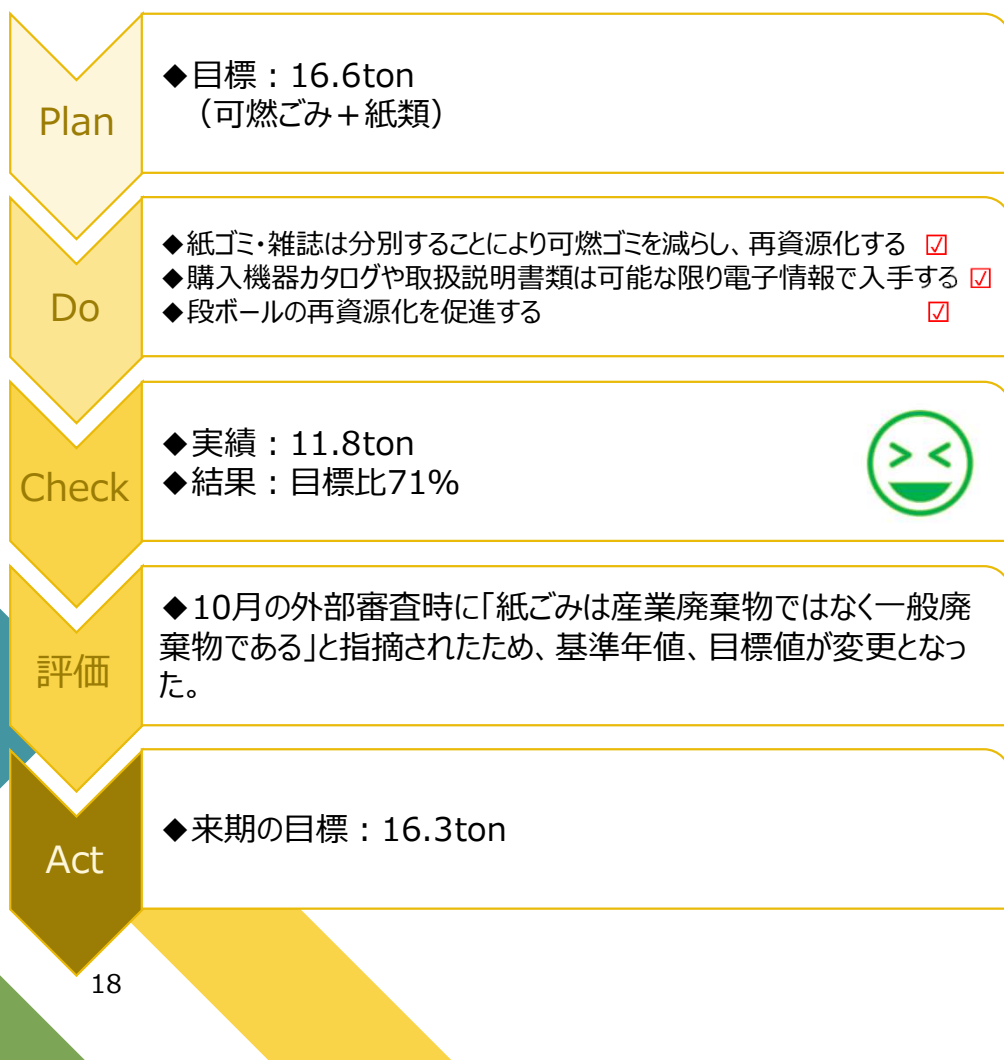 Plan
◆目標：16.6ton
（可燃ごみ＋紙類）
Do
◆紙ゴミ・雑誌は分別することにより可燃ゴミを減らし、再資源化する ☑
◆購入機器カタログや取扱説明書類は可能な限り電子情報で入手する ☑
◆段ボールの再資源化を促進する ☑
Check
◆実績：11.8ton
◆結果：目標比71%
評価
◆10月の外部審査時に「紙ごみは産業廃棄物ではなく一般廃
棄物である」と指摘されたため、基準年値、目標値が変更となっ
た。
Act
◆来期の目標：16.3ton
18